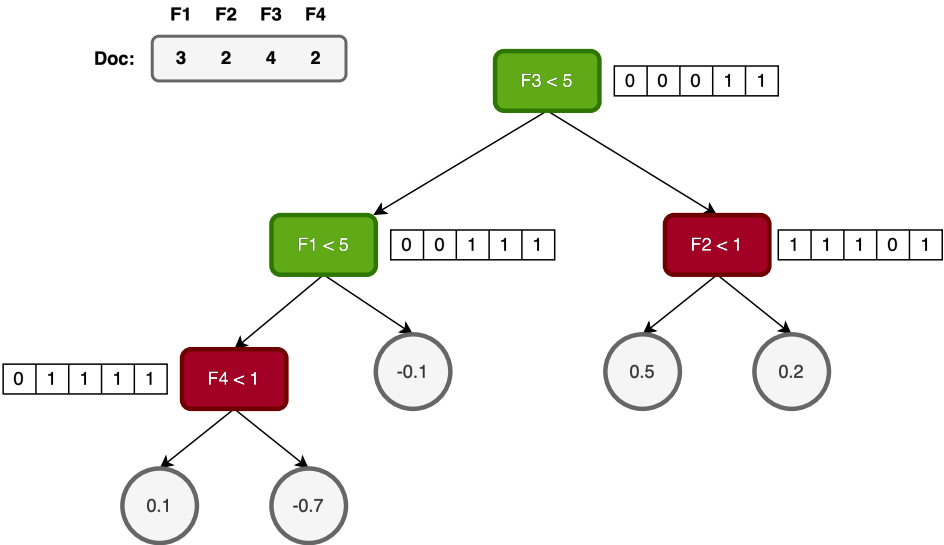 F1 F2 F3 F4
Doc: 3 2 4 2
F3 < 5 0 0 0 1 1
F1 < 5 0 0 1 1 1
F2 < 1 1 1 1 0 1
0 1 1 1 1 F4 < 1
-0.1
0.5
0.2
0.1
-0.7